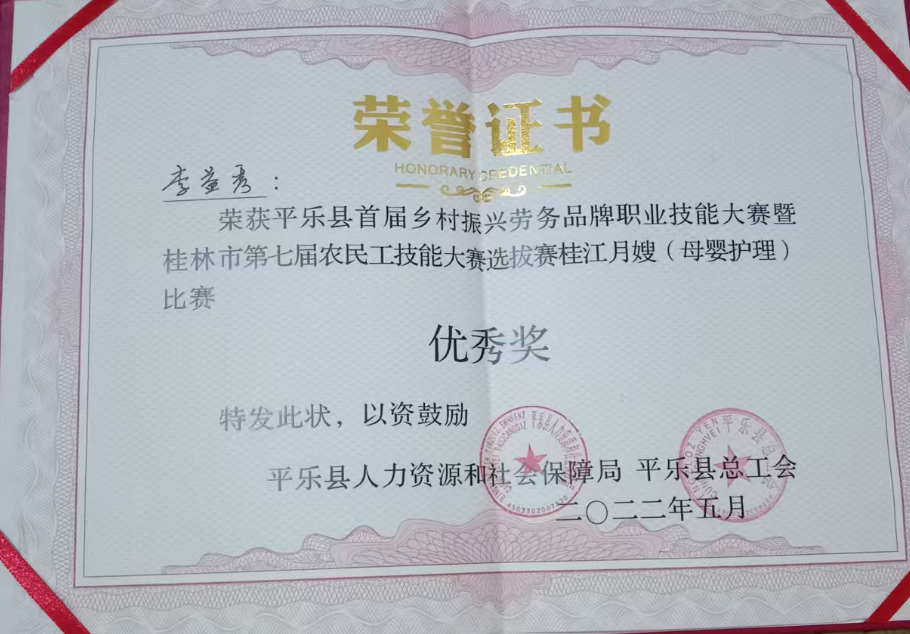 荣誉证书
HONORARY CREDENTIAL
李益秀：
荣获平乐县首届乡村振兴劳务品牌职业技能大赛暨
桂林市第七届农民工技能大赛选拔赛桂江月嫂（母婴护理）
比赛
优秀奖
特发此状，以资鼓励
平乐县人力资源和社会保障局 平乐县总工会
二〇二二年五月